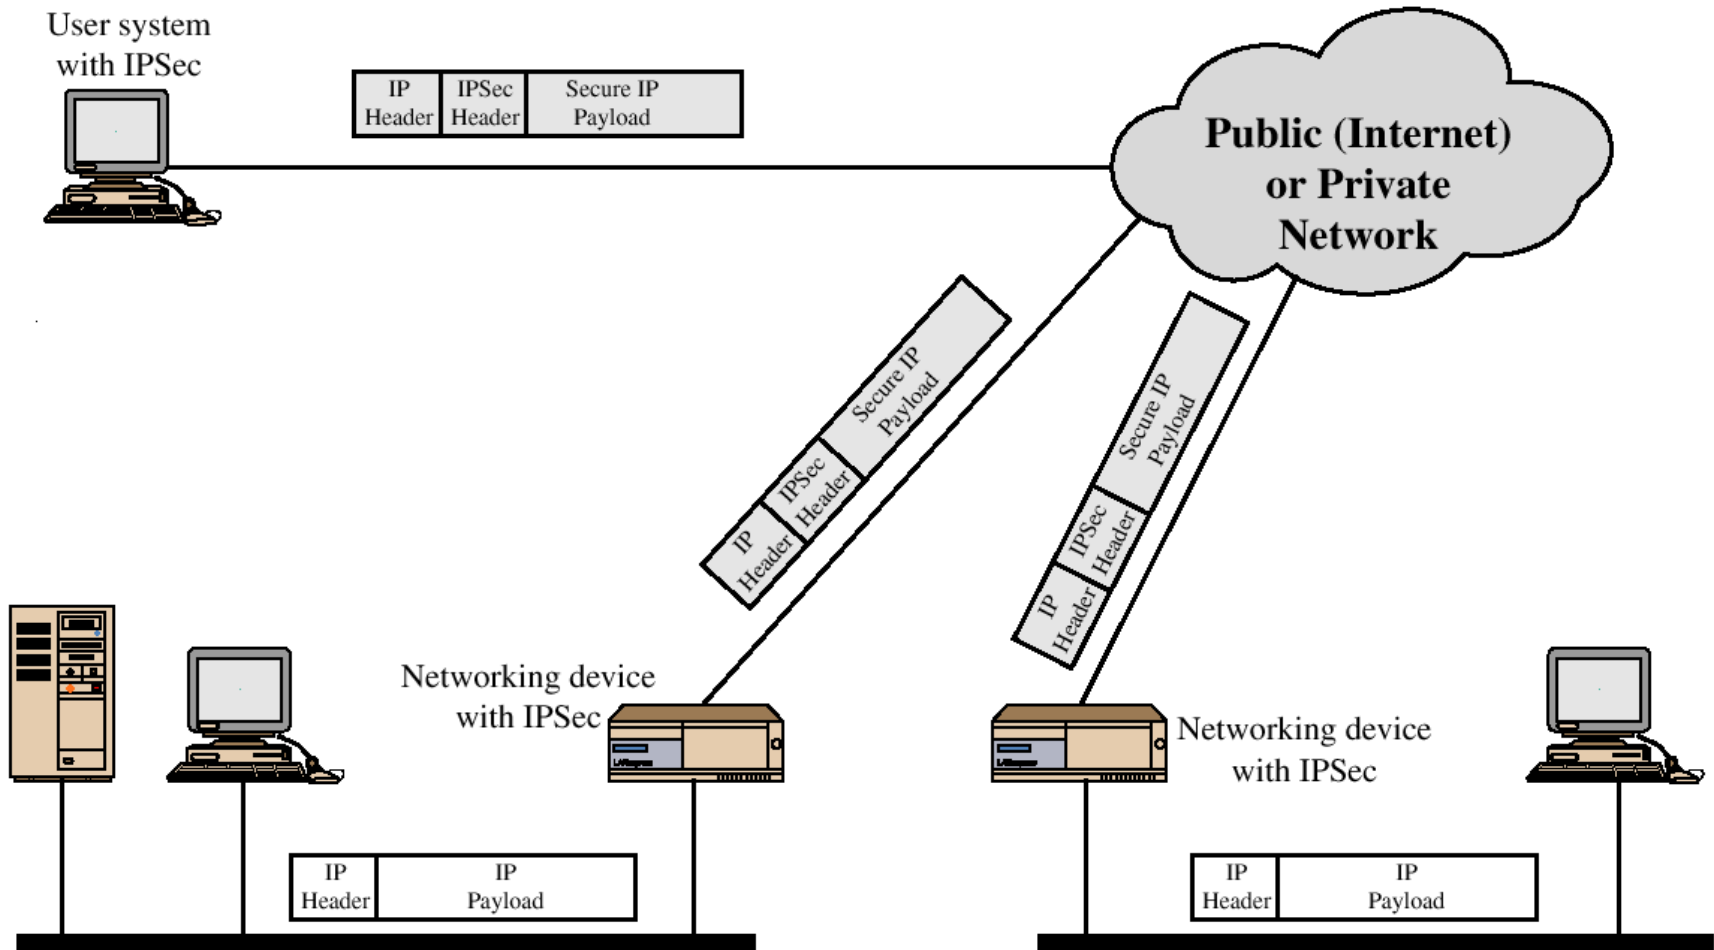 User system
with IPSec
IP
Header
IPSec
Header
Secure IP
Payload
Public (Internet)
or Private
Network
Secure IP
Payload
IPSec
Header
IP
Header
Secure IP
Payload
IPSec
Header
IP
Header
Networking device
with IPSec
Networking device
with IPSec
IP
Header
IP
Payload
IP
Header
IP
Payload